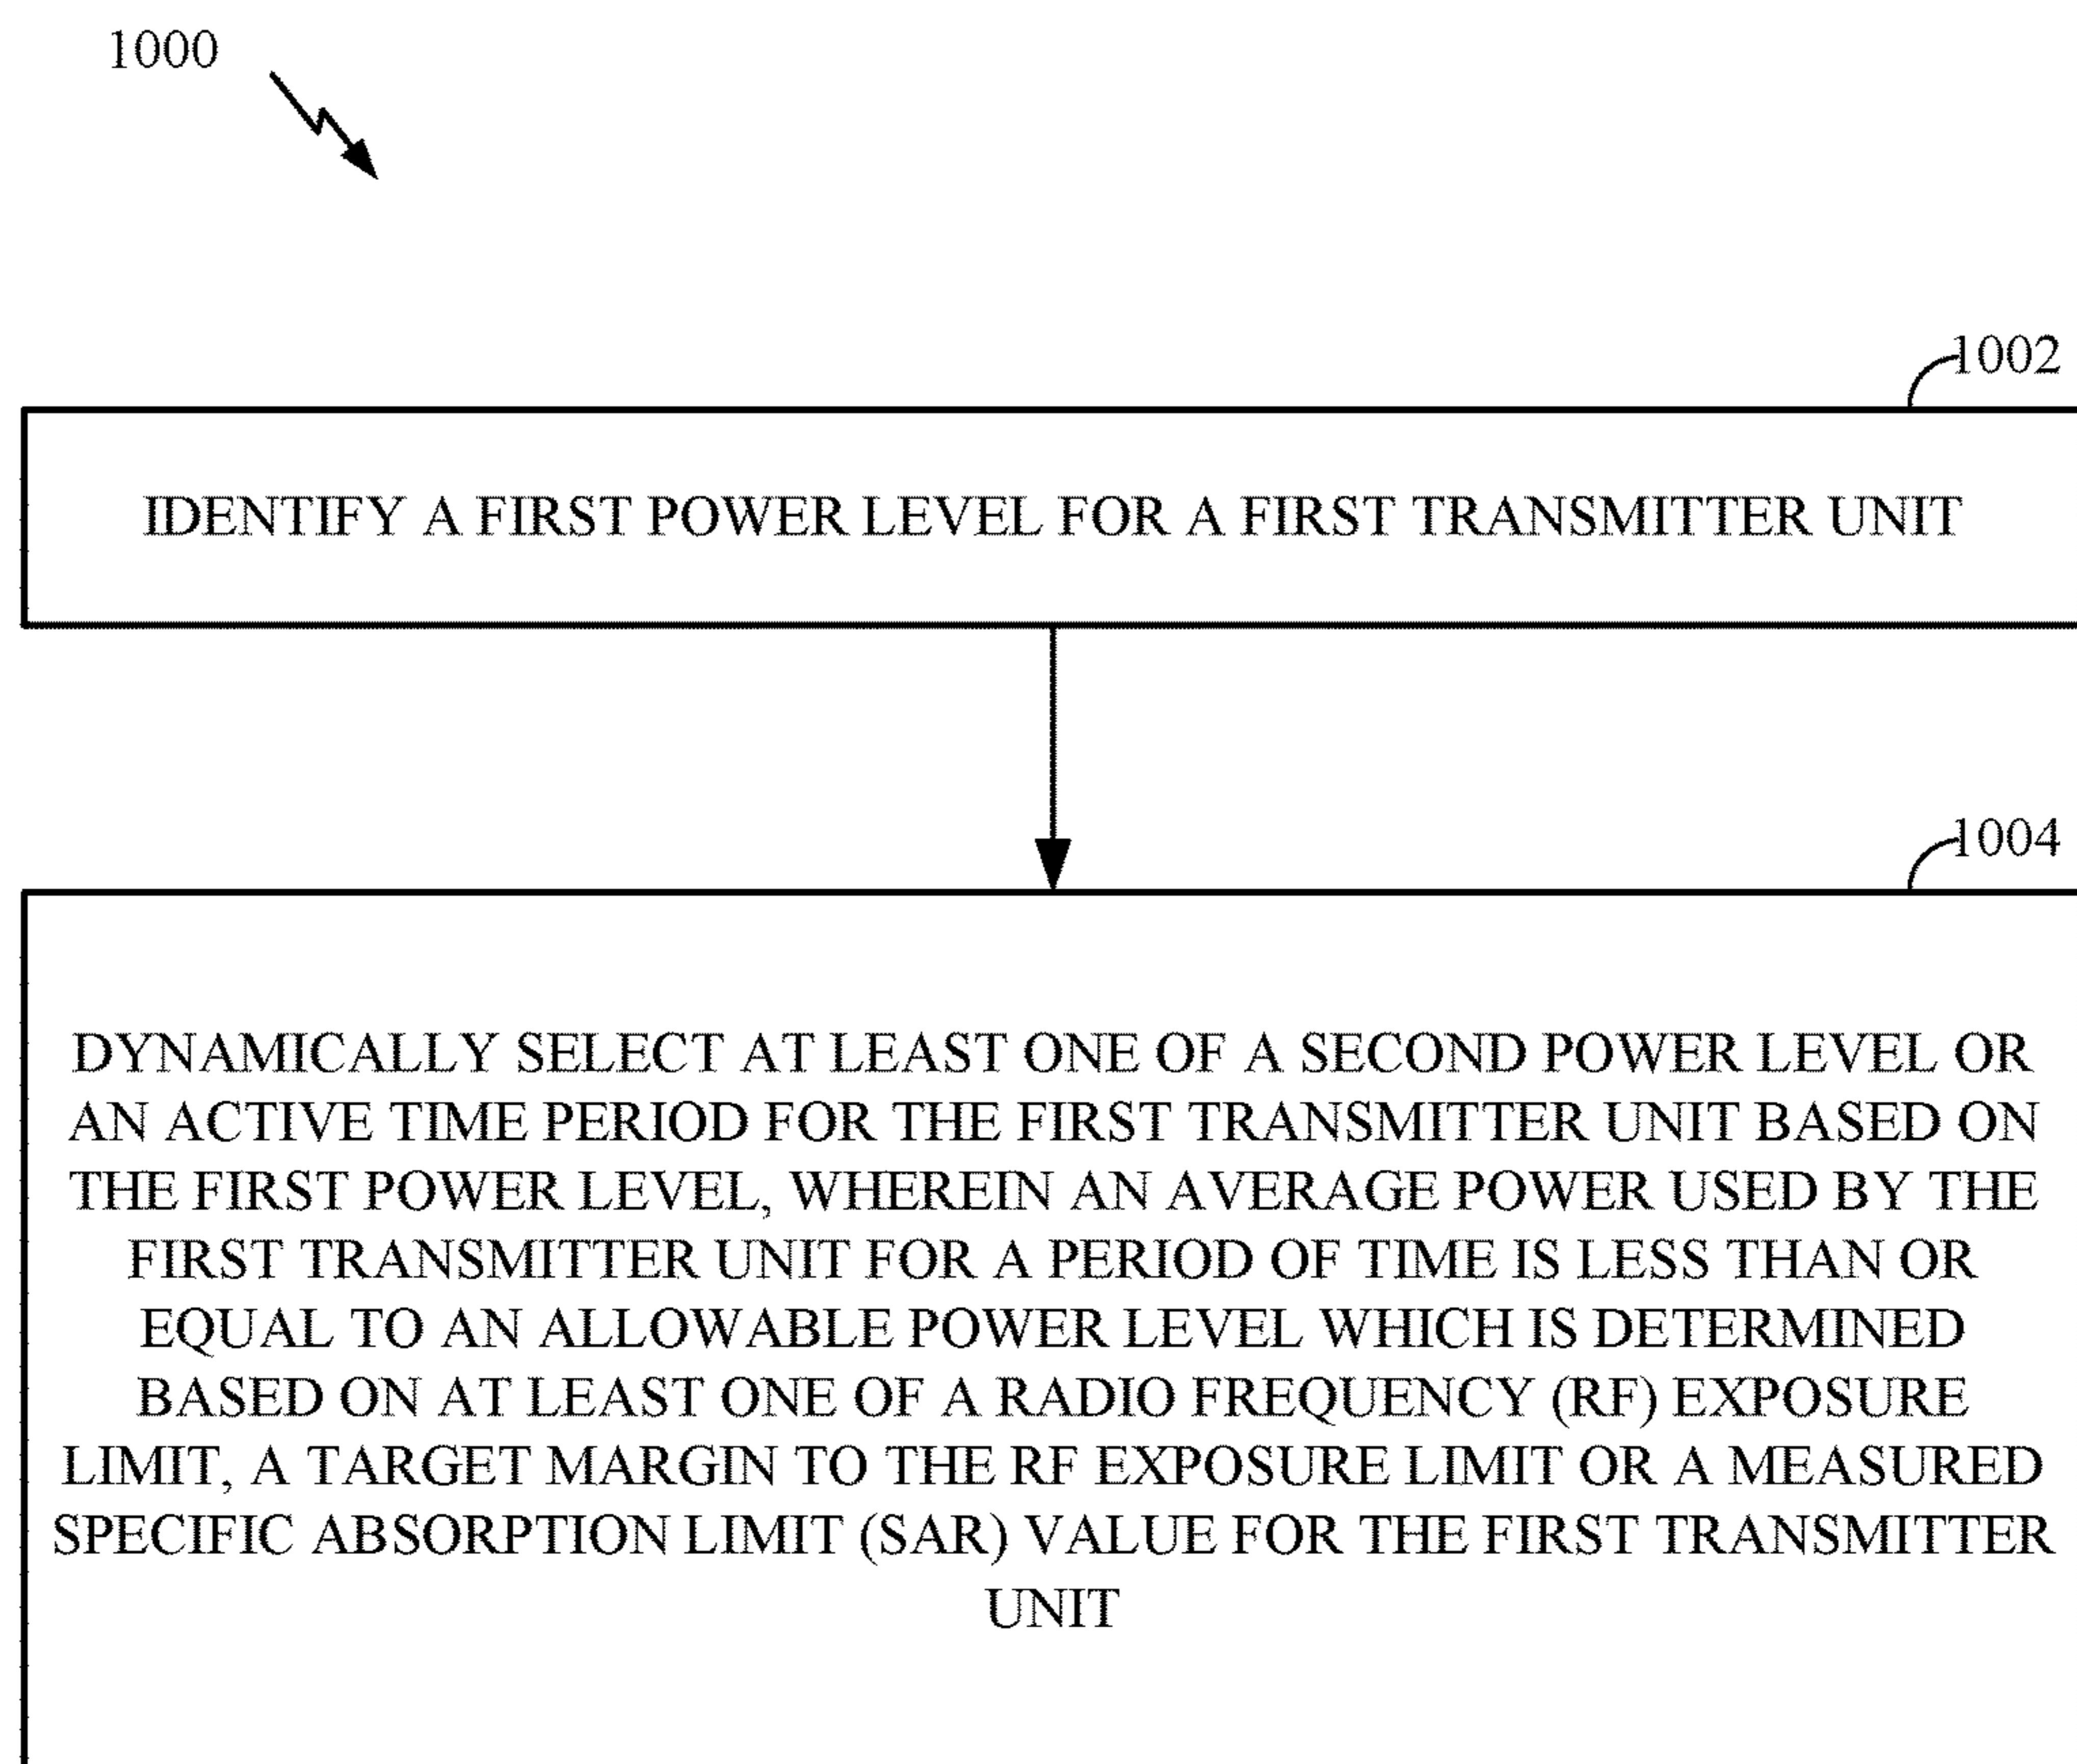 1000
1002
IDENTIFY A FIRST POWER LEVEL FOR A FIRST TRANSMITTER UNIT
1004
DYNAMICALLY SELECT AT LEAST ONE OF A SECOND POWER LEVEL OR
AN ACTIVE TIME PERIOD FOR THE FIRST TRANSMITTER UNIT BASED ON
THE FIRST POWER LEVEL, WHEREIN AN AVERAGE POWER USED BY THE
FIRST TRANSMITTER UNIT FOR A PERIOD OF TIME IS LESS THAN OR
EQUAL TO AN ALLOWABLE POWER LEVEL WHICH IS DETERMINED
BASED ON AT LEAST ONE OF A RADIO FREQUENCY (RF) EXPOSURE
LIMIT, A TARGET MARGIN TO THE RF EXPOSURE LIMIT OR A MEASURED
SPECIFIC ABSORPTION LIMIT (SAR) VALUE FOR THE FIRST TRANSMITTER
UNIT